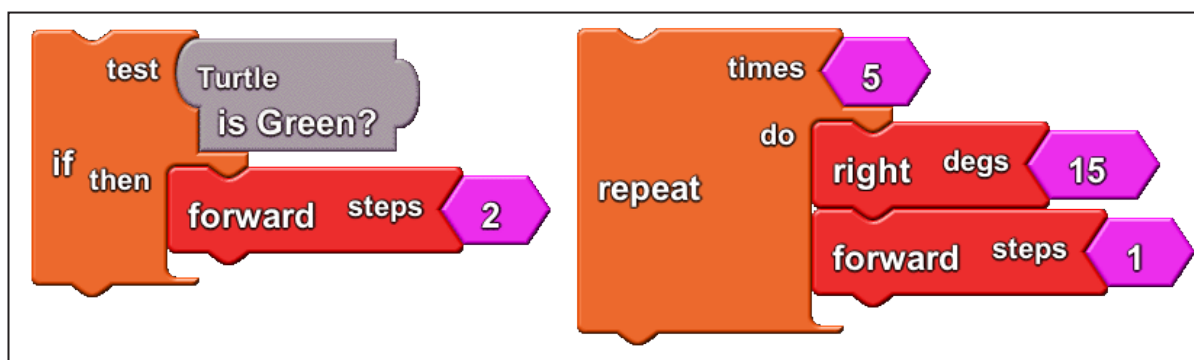 test
Turtle
is Green?
if
then
forward steps 2
times 5
do
right degs 15
repeat
forward steps 1